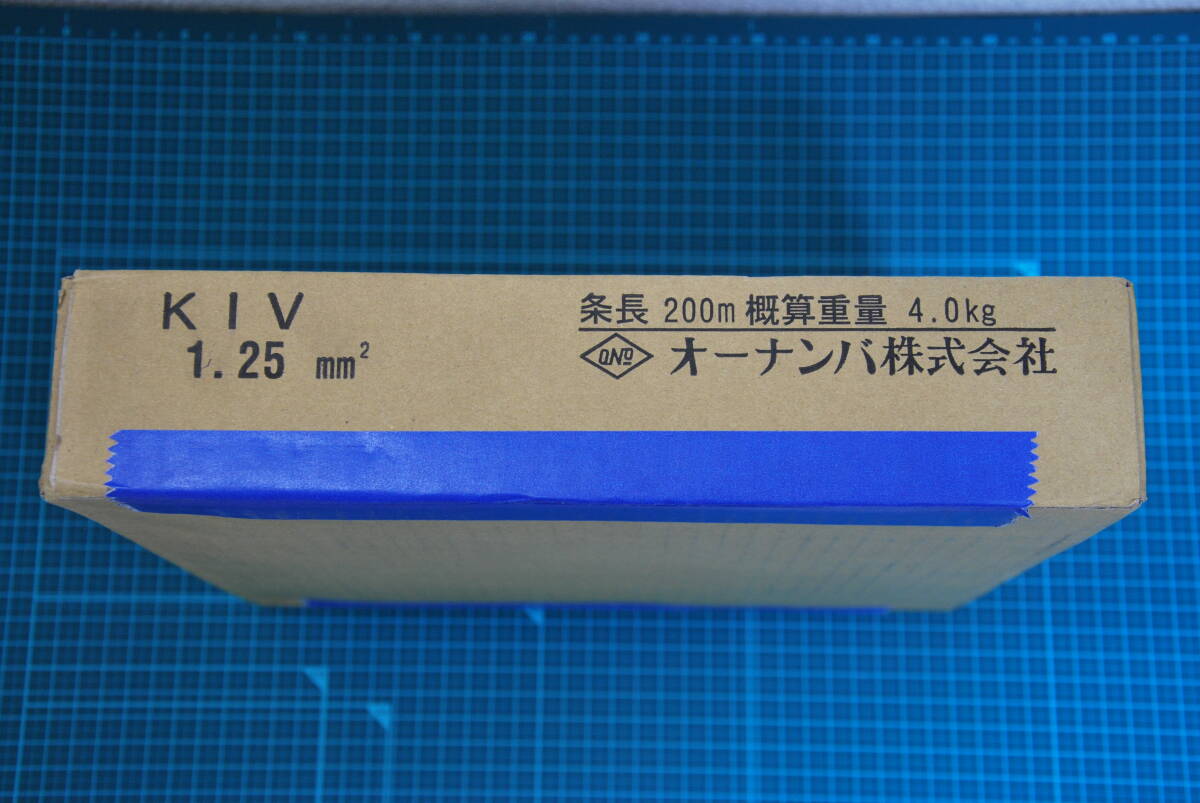 KIV
1.25 mm²
条長 200m 概算重量 4.0kg
ONO オーナンバ株式会社